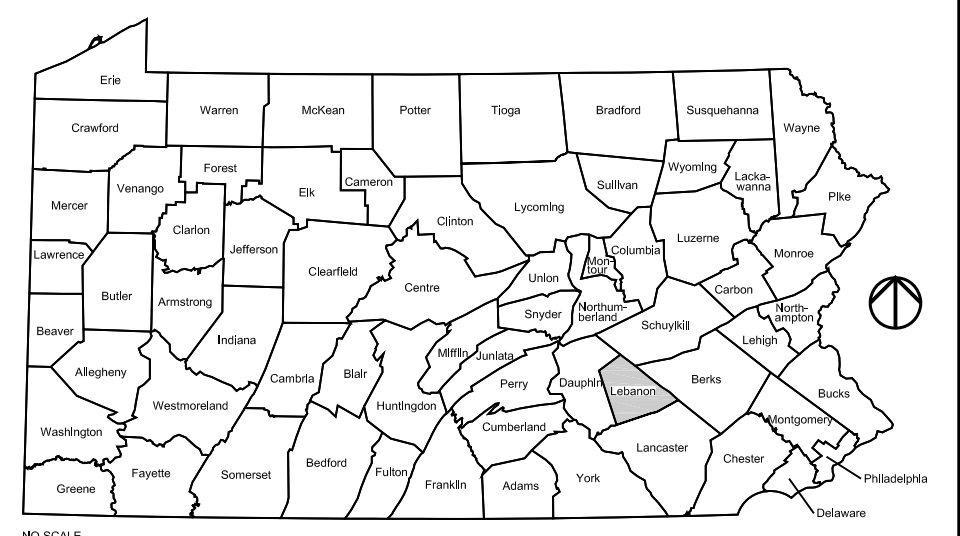 Erie
Crawford
Warren
McKean
Potter
Tioga
Bradford
Susquehanna
Wayne
Forest
Elk
Cameron
Wyoming
Lacka-
wanna
Pike
Sullivan
Venango
Mercer
Clarion
Jefferson
Clinton
Lycoming
Luzerne
Columbia
Mon-
tour
Monroe
Lawrence
Butler
Armstrong
Clearfield
Centre
Union
Snyder
Northum-
berland
Carbon
North-
ampton
Schuylkill
Lehigh
Beaver
Indiana
Allegheny
Cambria
Blair
Mifflin
Juniata
Perry
Dauphin
Lebanon
Berks
Bucks
Westmoreland
Huntingdon
Cumberland
Montgomery
Washington
Lancaster
Chester
Philadelphia
Greene
Fayette
Somerset
Bedford
Fulton
Franklin
Adams
York
Delaware
NO SCALE